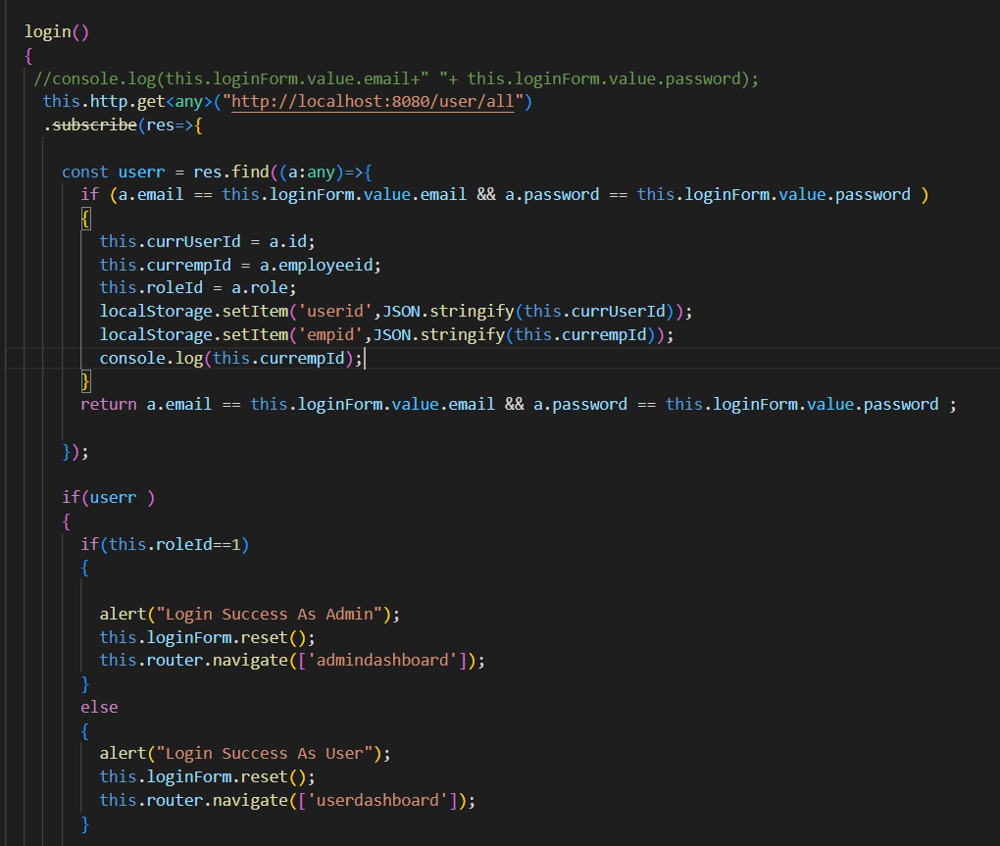 login()
{
//console.log(this.loginForm.value.email+" "+ this.loginForm.value.password);
this.http.get<any>("http://localhost:8080/user/all")
.subscribe(res=>{
const userr = res.find((a:any)=>{
if (a.email == this.loginForm.value.email && a.password == this.loginForm.value.password )
{
this.currUserId = a.id;
this.currempId = a.employeeid;
this.roleId = a.role;
localStorage.setItem('userid',JSON.stringify(this.currUserId));
localStorage.setItem('empid',JSON.stringify(this.currempId));
console.log(this.currempId);
}
return a.email == this.loginForm.value.email && a.password == this.loginForm.value.password ;
});
if(userr )
{
if(this.roleId==1)
{
alert("Login Success As Admin");
this.loginForm.reset();
this.router.navigate(['admindashboard']);
}
else
{
alert("Login Success As User");
this.loginForm.reset();
this.router.navigate(['userdashboard']);
}